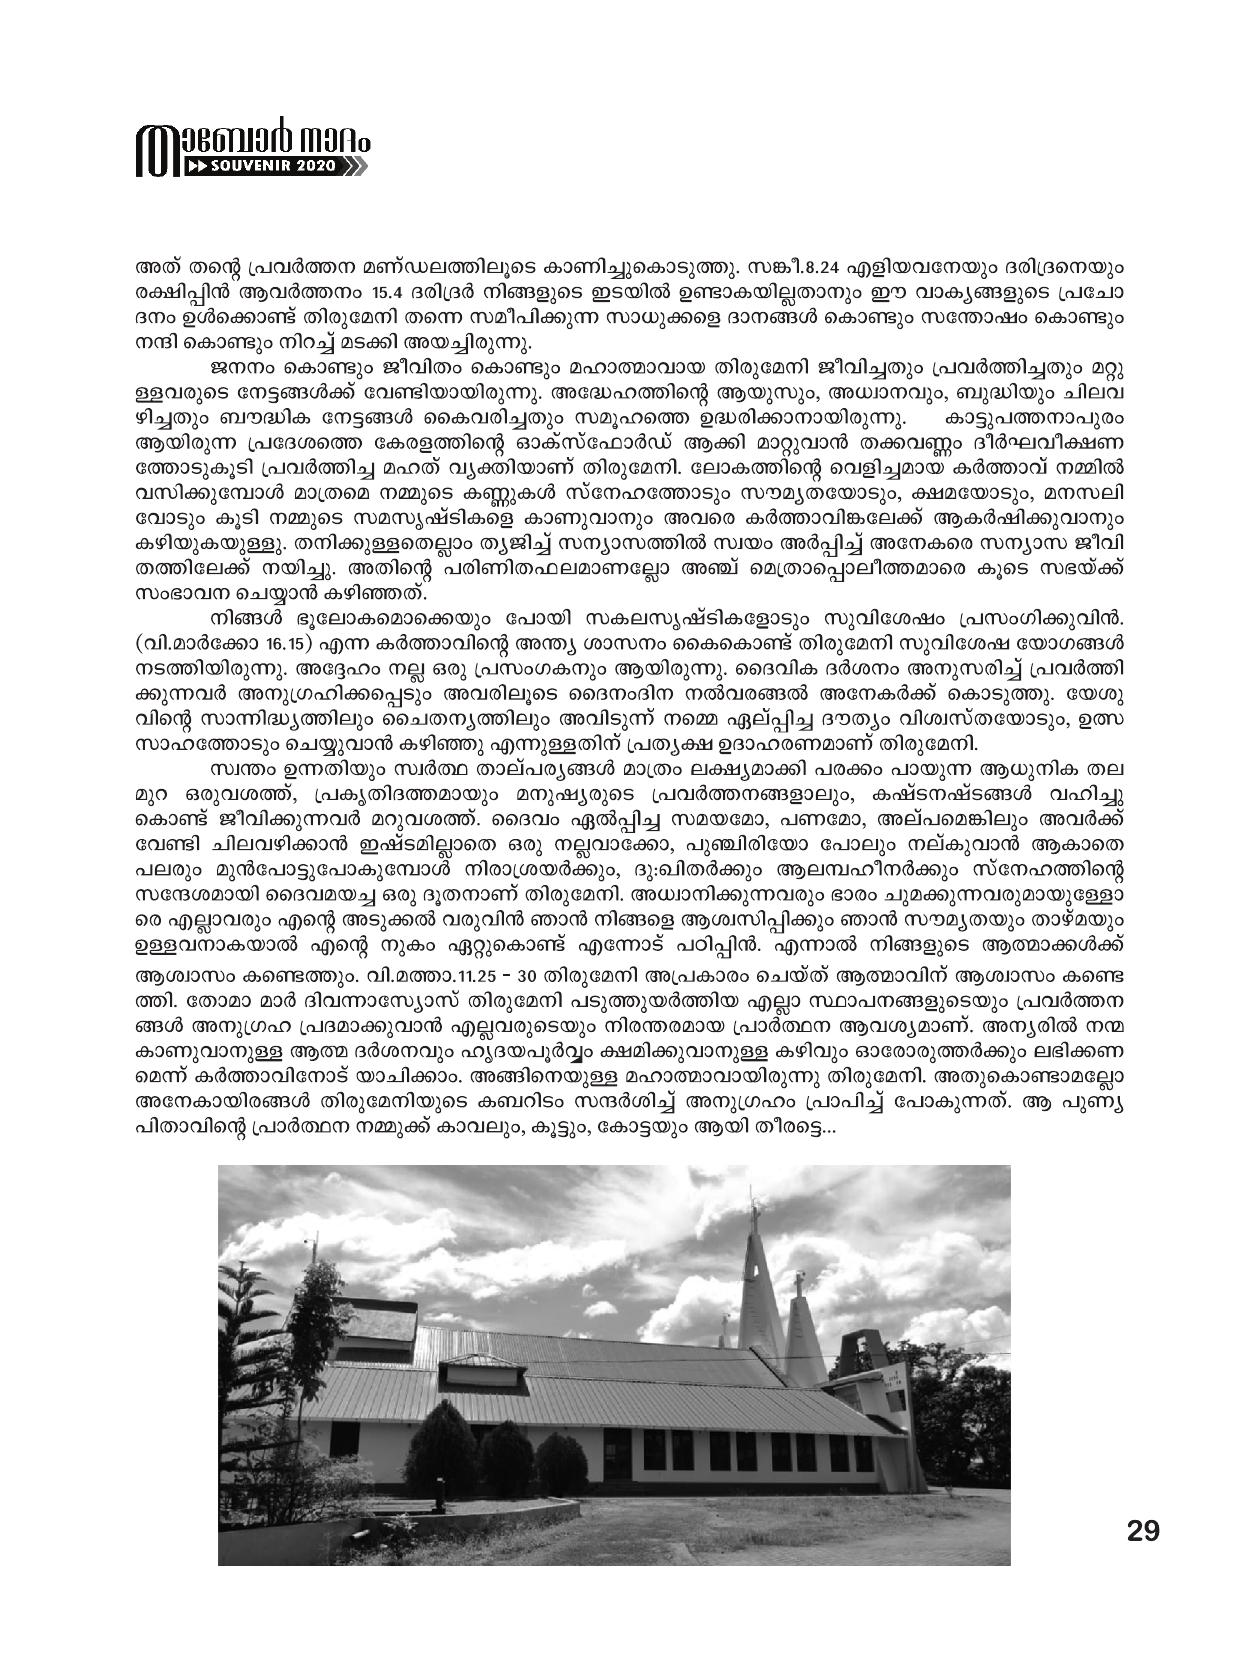 താബോർ നാദം
SOUVENIR 2020
അത് തന്റെ പ്രവർത്തന മണ്ഡലത്തിലൂടെ കാണിച്ചുകൊടുത്തു. സങ്കീ.8.24 എളിയവനേയും ദരിദ്രനെയും
രക്ഷിപ്പിൻ ആവർത്തനം 15.4 ദരിദ്രർ നിങ്ങളുടെ ഇടയിൽ ഉണ്ടാകയില്ലതാനും ഈ വാക്യങ്ങളുടെ പ്രചോ
ദനം ഉൾക്കൊണ്ട് തിരുമേനി തന്നെ സമീപിക്കുന്ന സാധുക്കളെ ദാനങ്ങൾ കൊണ്ടും സന്തോഷം കൊണ്ടും
നന്ദി കൊണ്ടും നിറച്ച് മടക്കി അയച്ചിരുന്നു.
ജനനം കൊണ്ടും ജീവിതം കൊണ്ടും മഹാത്മാവായ തിരുമേനി ജീവിച്ചതും പ്രവർത്തിച്ചതും മറ്റു
ള്ളവരുടെ നേട്ടങ്ങൾക്ക് വേണ്ടിയായിരുന്നു. അദ്ധേഹത്തിന്റെ ആയുസും, അധ്വാനവും, ബുദ്ധിയും ചിലവ
ഴിച്ചതും ബൗദ്ധിക നേട്ടങ്ങൾ കൈവരിച്ചതും സമൂഹത്തെ ഉദ്ധരിക്കാനായിരുന്നു. കാട്ടുപത്തനാപുരം
ആയിരുന്ന പ്രദേശത്തെ കേരളത്തിന്റെ ഓക്സ്ഫോർഡ് ആക്കി മാറ്റുവാൻ തക്കവണ്ണം ദീർഘവീക്ഷണ
ത്തോടുകൂടി പ്രവർത്തിച്ച മഹത് വ്യക്തിയാണ് തിരുമേനി. ലോകത്തിന്റെ വെളിച്ചമായ കർത്താവ് നമ്മിൽ
വസിക്കുമ്പോൾ മാത്രമെ നമ്മുടെ കണ്ണുകൾ സ്നേഹത്തോടും സൗമ്യതയോടും, ക്ഷമയോടും, മനസലി
വോടും കൂടി നമ്മുടെ സമസൃഷ്ടികളെ കാണുവാനും അവരെ കർത്താവിങ്കലേക്ക് ആകർഷിക്കുവാനും
കഴിയുകയുള്ളു. തനിക്കുള്ളതെല്ലാം ത്യജിച്ച് സന്യാസത്തിൽ സ്വയം അർപ്പിച്ച് അനേകരെ സന്യാസ ജീവി
തത്തിലേക്ക് നയിച്ചു. അതിന്റെ പരിണിതഫലമാണല്ലോ അഞ്ച് മെത്രാപ്പൊലീത്തമാരെ കൂടെ സഭയ്ക്ക്
സംഭാവന ചെയ്യാൻ കഴിഞ്ഞത്.
നിങ്ങൾ ഭൂലോകമൊക്കെയും പോയി സകലസൃഷ്ടികളോടും സുവിശേഷം പ്രസംഗിക്കുവിൻ.
(വി.മാർക്കോ 16.15) എന്ന കർത്താവിന്റെ അന്ത്യ ശാസനം കൈകൊണ്ട് തിരുമേനി സുവിശേഷ യോഗങ്ങൾ
നടത്തിയിരുന്നു. അദ്ദേഹം നല്ല ഒരു പ്രസംഗകനും ആയിരുന്നു. ദൈവിക ദർശനം അനുസരിച്ച് പ്രവർത്തി
ക്കുന്നവർ അനുഗ്രഹിക്കപ്പെടും അവരിലൂടെ ദൈനംദിന നൽവരങ്ങൽ അനേകർക്ക് കൊടുത്തു. യേശു
വിന്റെ സാന്നിദ്ധ്യത്തിലും ചൈതന്യത്തിലും അവിടുന്ന് നമ്മെ ഏല്പിച്ച ദൗത്യം വിശ്വസ്തയോടും, ഉത്സ
സാഹത്തോടും ചെയ്യുവാൻ കഴിഞ്ഞു എന്നുള്ളതിന് പ്രത്യക്ഷ ഉദാഹരണമാണ് തിരുമേനി.
സ്വന്തം ഉന്നതിയും സ്വർത്ഥ താല്പര്യങ്ങൾ മാത്രം ലക്ഷ്യമാക്കി പരക്കം പായുന്ന ആധുനിക തല
മുറ ഒരുവശത്ത്, പ്രകൃതിദത്തമായും മനുഷ്യരുടെ പ്രവർത്തനങ്ങളാലും, കഷ്ടനഷ്ടങ്ങൾ വഹിച്ചു
കൊണ്ട് ജീവിക്കുന്നവർ മറുവശത്ത്. ദൈവം ഏൽപ്പിച്ച സമയമോ, പണമോ, അല്പമെങ്കിലും അവർക്ക്
വേണ്ടി ചിലവഴിക്കാൻ ഇഷ്ടമില്ലാതെ ഒരു നല്ലവാക്കോ, പുഞ്ചിരിയോ പോലും നല്കുവാൻ ആകാതെ
പലരും മുൻപോട്ടുപോകുമ്പോൾ നിരാശ്രയർക്കും, ദു:ഖിതർക്കും ആലമ്പഹീനർക്കും സ്നേഹത്തിന്റെ
സന്ദേശമായി ദൈവമയച്ച ഒരു ദൂതനാണ് തിരുമേനി. അധ്വാനിക്കുന്നവരും ഭാരം ചുമക്കുന്നവരുമായുള്ളോ
രെ എല്ലാവരും എന്റെ അടുക്കൽ വരുവിൻ ഞാൻ നിങ്ങളെ ആശ്വസിപ്പിക്കും ഞാൻ സൗമ്യതയും താഴ്മയും
ഉള്ളവനാകയാൽ എന്റെ നുകം ഏറ്റുകൊണ്ട് എന്നോട് പഠിപ്പിൻ. എന്നാൽ നിങ്ങളുടെ ആത്മാക്കൾക്ക്
ആശ്വാസം കണ്ടെത്തും. വി.മത്താ.11.25 - 30 തിരുമേനി അപ്രകാരം ചെയ്ത് ആത്മാവിന് ആശ്വാസം കണ്ടെ
ത്തി. തോമാ മാർ ദിവന്നാസ്യോസ് തിരുമേനി പടുത്തുയർത്തിയ എല്ലാ സ്ഥാപനങ്ങളുടെയും പ്രവർത്തന
ങ്ങൾ അനുഗ്രഹ പ്രദമാക്കുവാൻ എല്ലവരുടെയും നിരന്തരമായ പ്രാർത്ഥന ആവശ്യമാണ്. അന്യരിൽ നന്മ
കാണുവാനുള്ള ആത്മ ദർശനവും ഹൃദയപൂർവ്വം ക്ഷമിക്കുവാനുള്ള കഴിവും ഓരോരുത്തർക്കും ലഭിക്കണ
മെന്ന് കർത്താവിനോട് യാചിക്കാം. അങ്ങിനെയുള്ള മഹാത്മാവായിരുന്നു തിരുമേനി. അതുകൊണ്ടാമല്ലോ
അനേകായിരങ്ങൾ തിരുമേനിയുടെ കബറിടം സന്ദർശിച്ച് അനുഗ്രഹം പ്രാപിച്ച് പോകുന്നത്. ആ പുണ്യ
പിതാവിന്റെ പ്രാർത്ഥന നമ്മുക്ക് കാവലും, കൂട്ടും, കോട്ടയും ആയി തീരട്ടെ...
29